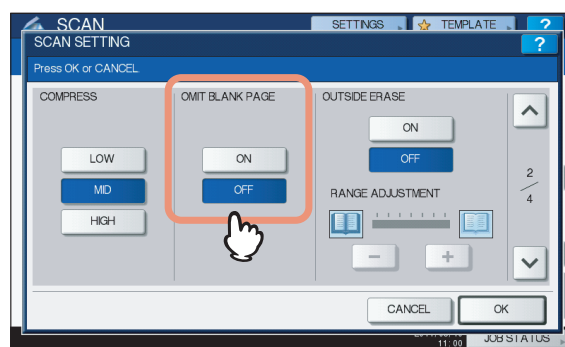 SCAN
SETTINGS
TEMPLATE
?
SCAN SETTING
?
Press OK or CANCEL
COMPRESS
LOW
MID
HIGH
OMIT BLANK PAGE
ON
OFF
OUTSIDE ERASE
ON
OFF
RANGE ADJUSTMENT
-
+
2
4
CANCEL
OK
11:00
JOB STATUS